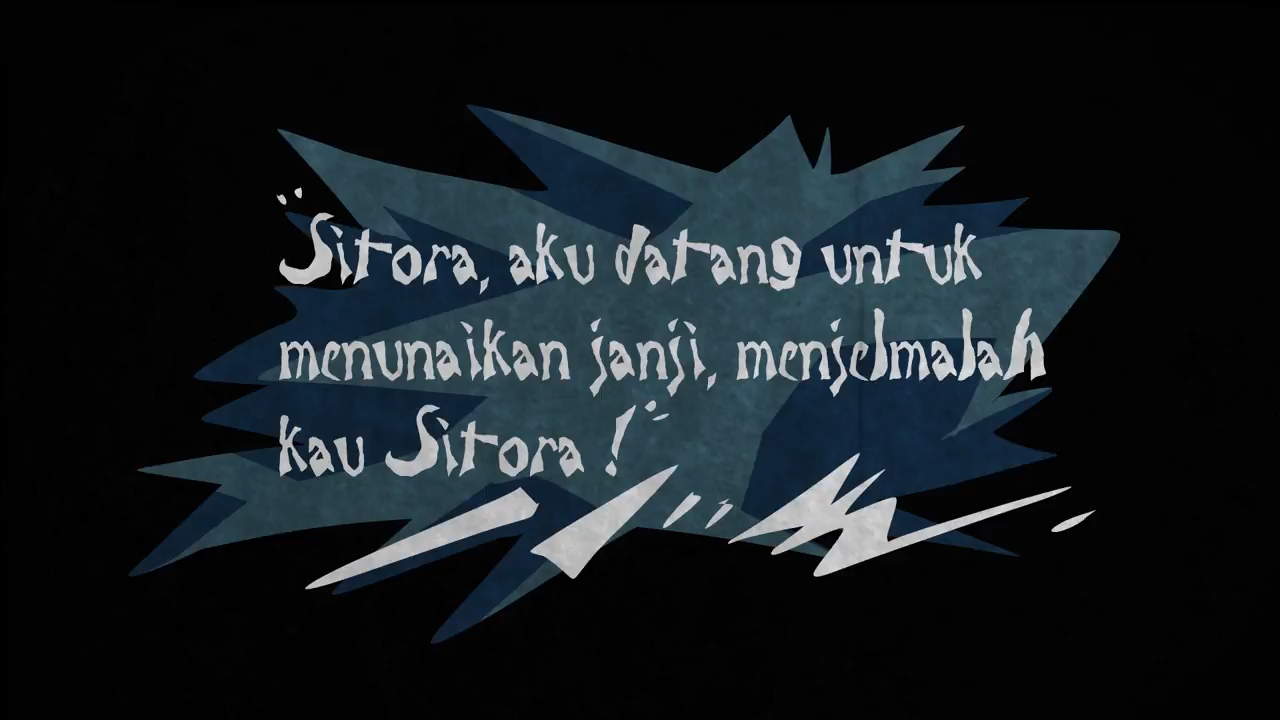 "Sitora, aku datang untuk
menunaikan janji, menjelmalah
kau Sitora!"